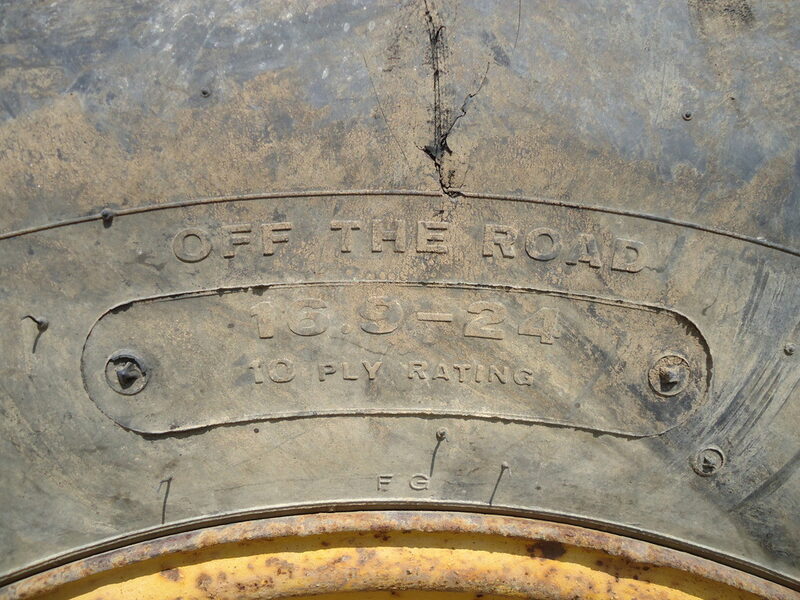 OFF THE ROAD
16.9-24
10 PLY RATING
FG